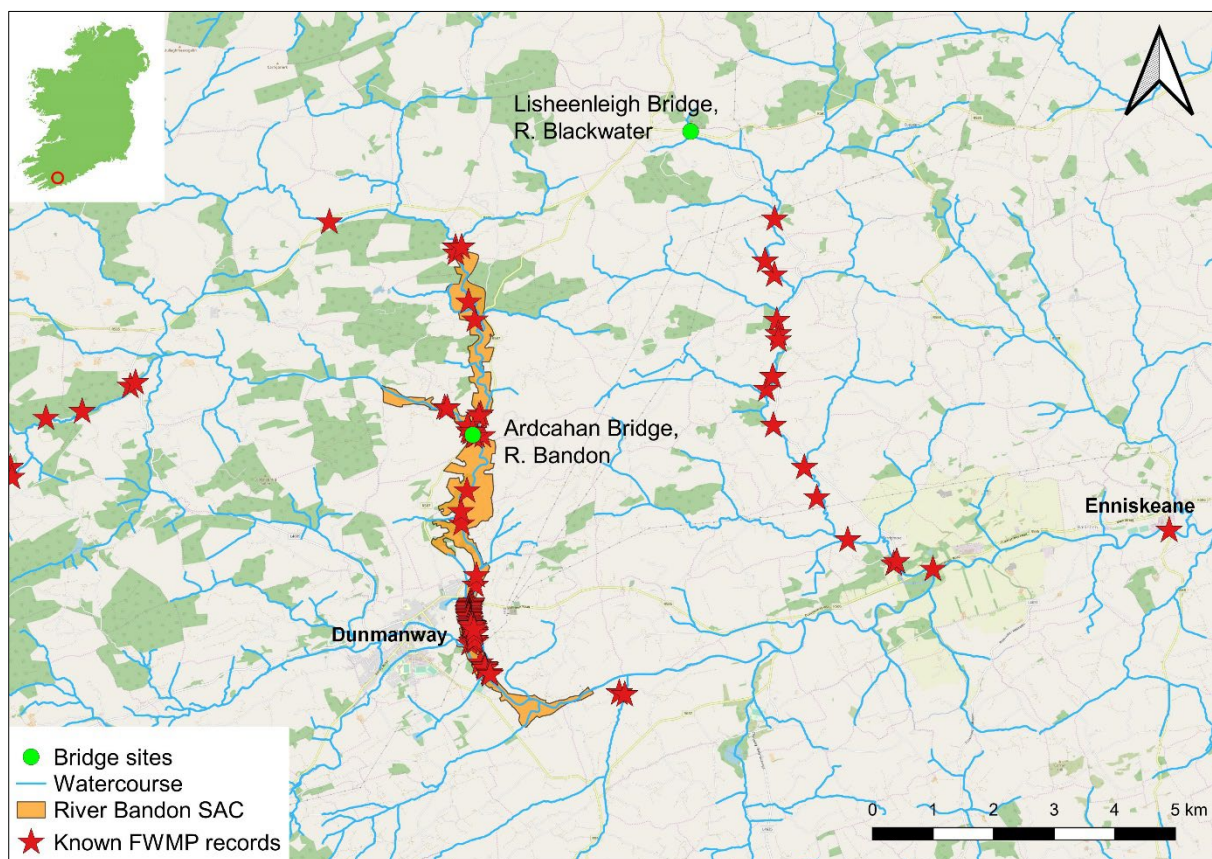 Lisheenleigh Bridge,
R. Blackwater
Ardcahan Bridge,
R. Bandon
Enniskeane
Dunmanway
Bridge sites
Watercourse
River Bandon SAC
Known FWMP records
0 1 2 3 4 5 km